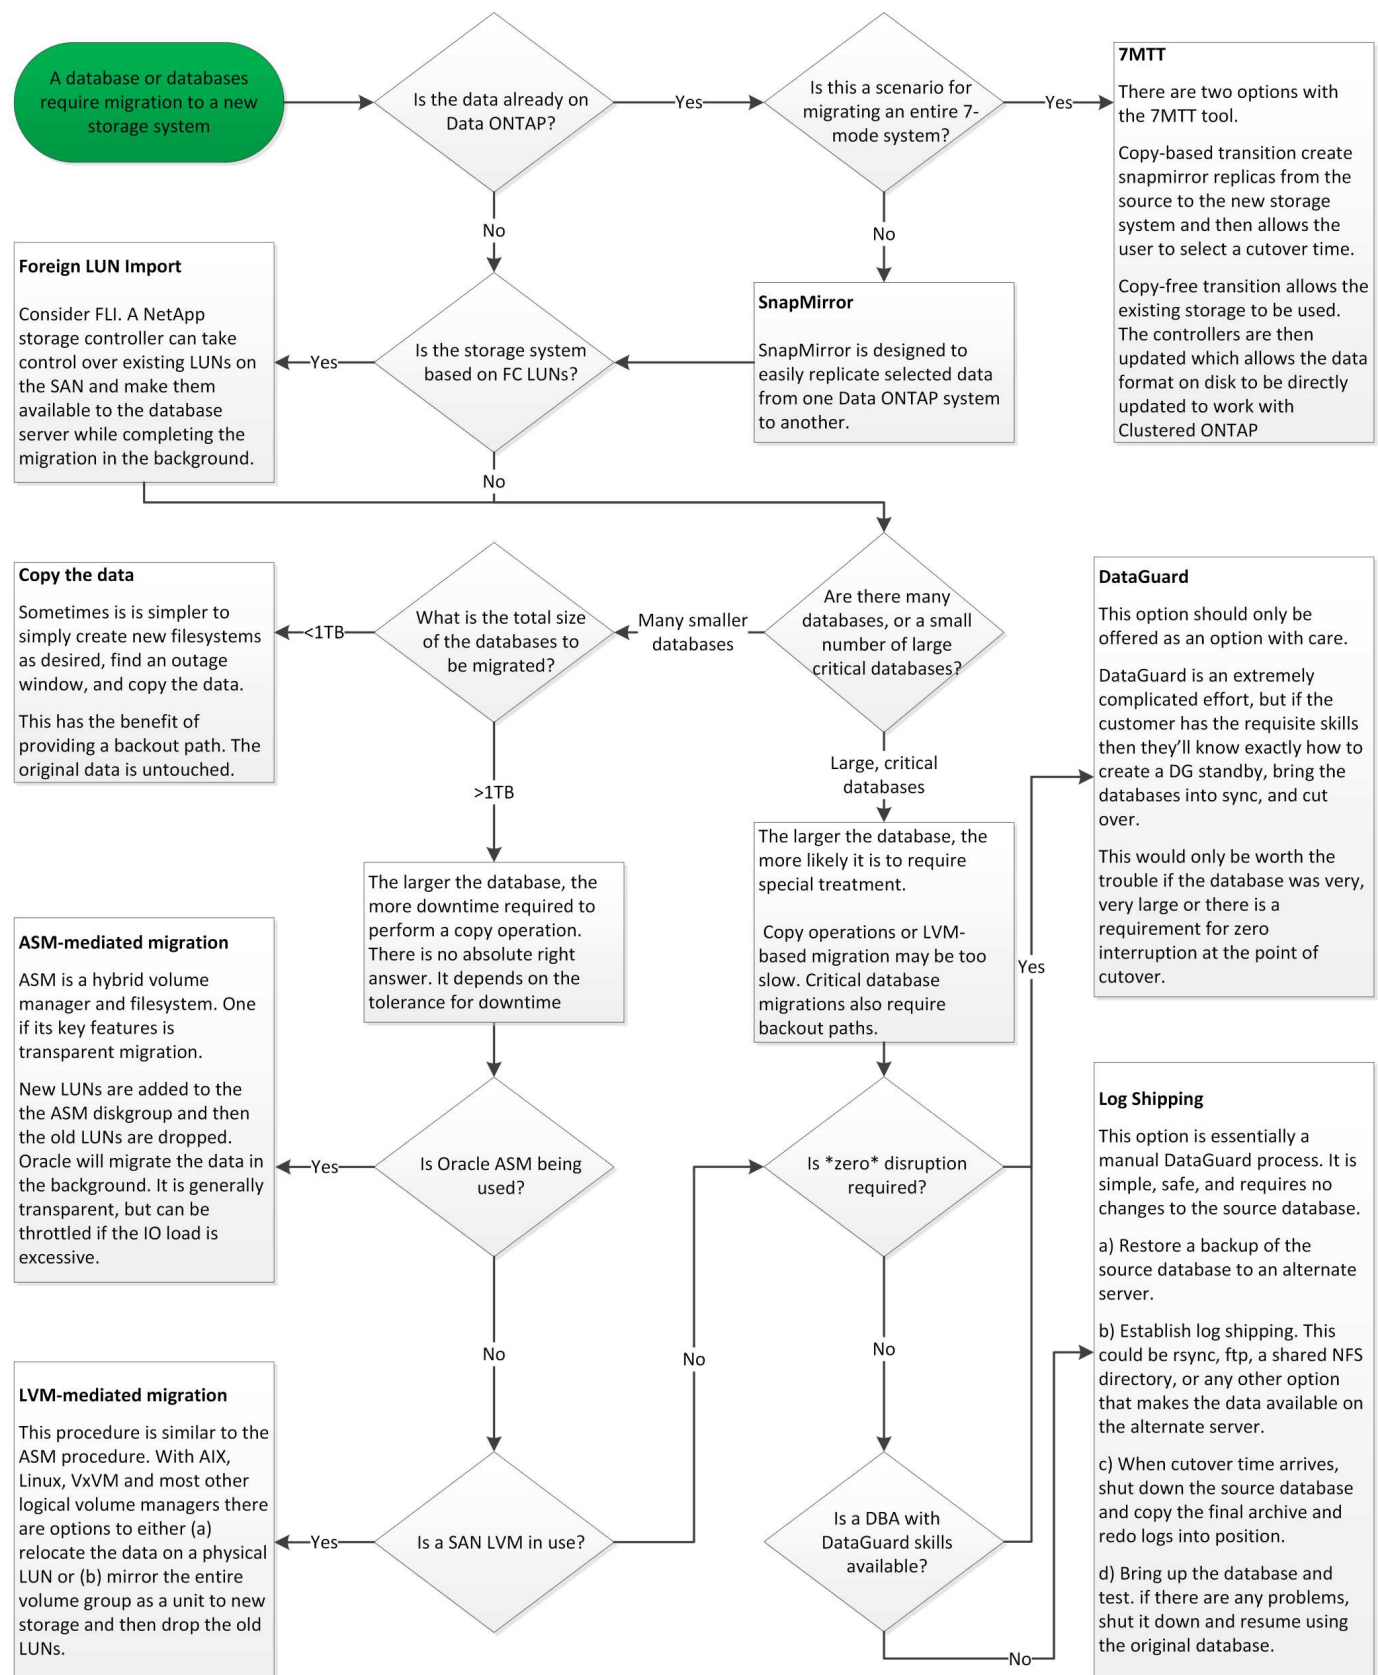 A database or databases
require migration to a new
storage system
Is the data already on
Data ONTAP?
Yes
Is this a scenario for
migrating an entire 7-
mode system?
Yes
7MTT
There are two options with
the 7MTT tool.
Copy-based transition create
snapmirror replicas from the
source to the new storage
system and then allows the
user to select a cutover time.
Copy-free transition allows the
existing storage to be used.
The controllers are then
updated which allows the data
format on disk to be directly
updated to work with
Clustered ONTAP
No
No
Foreign LUN Import
Consider FLI. A NetApp
storage controller can take
control over existing LUNs on
the SAN and make them
available to the database
server while completing the
migration in the background.
Yes
Is the storage system
based on FC LUNs?
SnapMirror
SnapMirror is designed to
easily replicate selected data
from one Data ONTAP system
to another.
No
Copy the data
Sometimes is is simpler to
simply create new filesystems
as desired, find an outage
window, and copy the data.
This has the benefit of
providing a backout path. The
original data is untouched.
<1TB
What is the total size
of the databases to
be migrated?
Many smaller
databases
Are there many
databases, or a small
number of large
critical databases?
DataGuard
This option should only be
offered as an option with care.
DataGuard is an extremely
complicated effort, but if the
customer has the requisite skills
then they’ll know exactly how to
create a DG standby, bring the
databases into sync, and cut
over.
This would only be worth the
trouble if the database was very,
very large or there is a
requirement for zero
interruption at the point of
cutover.
>1TB
Large, critical
databases
The larger the database, the
more downtime required to
perform a copy operation.
There is no absolute right
answer. It depends on the
tolerance for downtime
The larger the database, the
more likely it is to require
special treatment.
Copy operations or LVM-
based migration may be too
slow. Critical database
migrations also require
backout paths.
Yes
ASM-mediated migration
ASM is a hybrid volume
manager and filesystem. One
if its key features is
transparent migration.
New LUNs are added to the
the ASM diskgroup and then
the old LUNs are dropped.
Oracle will migrate the data in
the background. It is generally
transparent, but can be
throttled if the IO load is
excessive.
Yes
Is Oracle ASM being
used?
Is *zero* disruption
required?
Log Shipping
This option is essentially a
manual DataGuard process. It is
simple, safe, and requires no
changes to the source database.
a) Restore a backup of the
source database to an alternate
server.
b) Establish log shipping. This
could be rsync, ftp, a shared NFS
directory, or any other option
that makes the data available on
the alternate server.
c) When cutover time arrives,
shut down the source database
and copy the final archive and
redo logs into position.
d) Bring up the database and
test. if there are any problems,
shut it down and resume using
the original database.
No
No
No
LVM-mediated migration
This procedure is similar to the
ASM procedure. With AIX,
Linux, VxVM and most other
logical volume managers there
are options to either (a)
relocate the data on a physical
LUN or (b) mirror the entire
volume group as a unit to new
storage and then drop the old
LUNs.
Yes
Is a SAN LVM in use?
Is a DBA with
DataGuard skills
available?
No